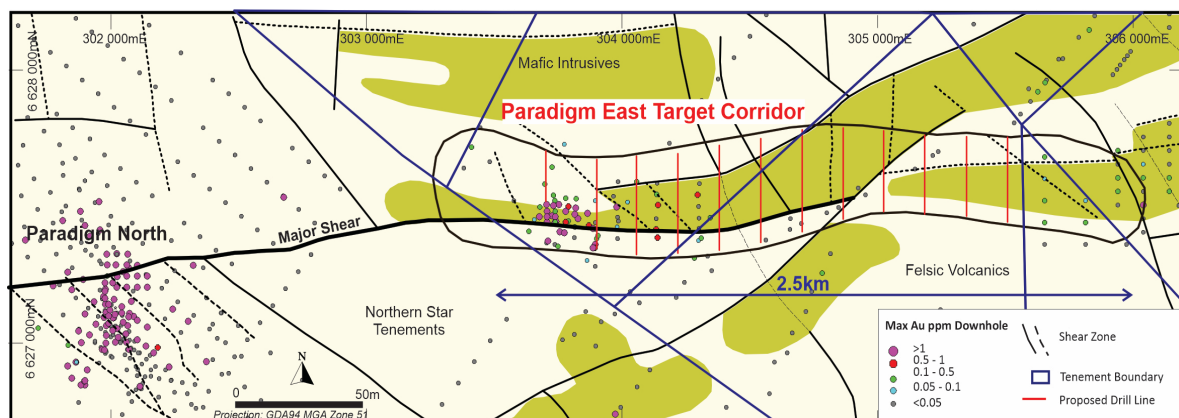 302 000mE
303 000mE
304 000mE
305 000mE
306 000mE
6 628 000mN
Mafic Intrusives
Paradigm East Target Corridor
Paradigm North
Major Shear
Felsic Volcanics
2.5km
Northern Star
Tenements
6 627 000mN
N
0
50m
Projection: GDA94 MGA Zone 51
Max Au ppm Downhole
>1
0.5 - 1
0.1 - 0.5
0.05 - 0.1
<0.05
Shear Zone
Tenement Boundary
Proposed Drill Line